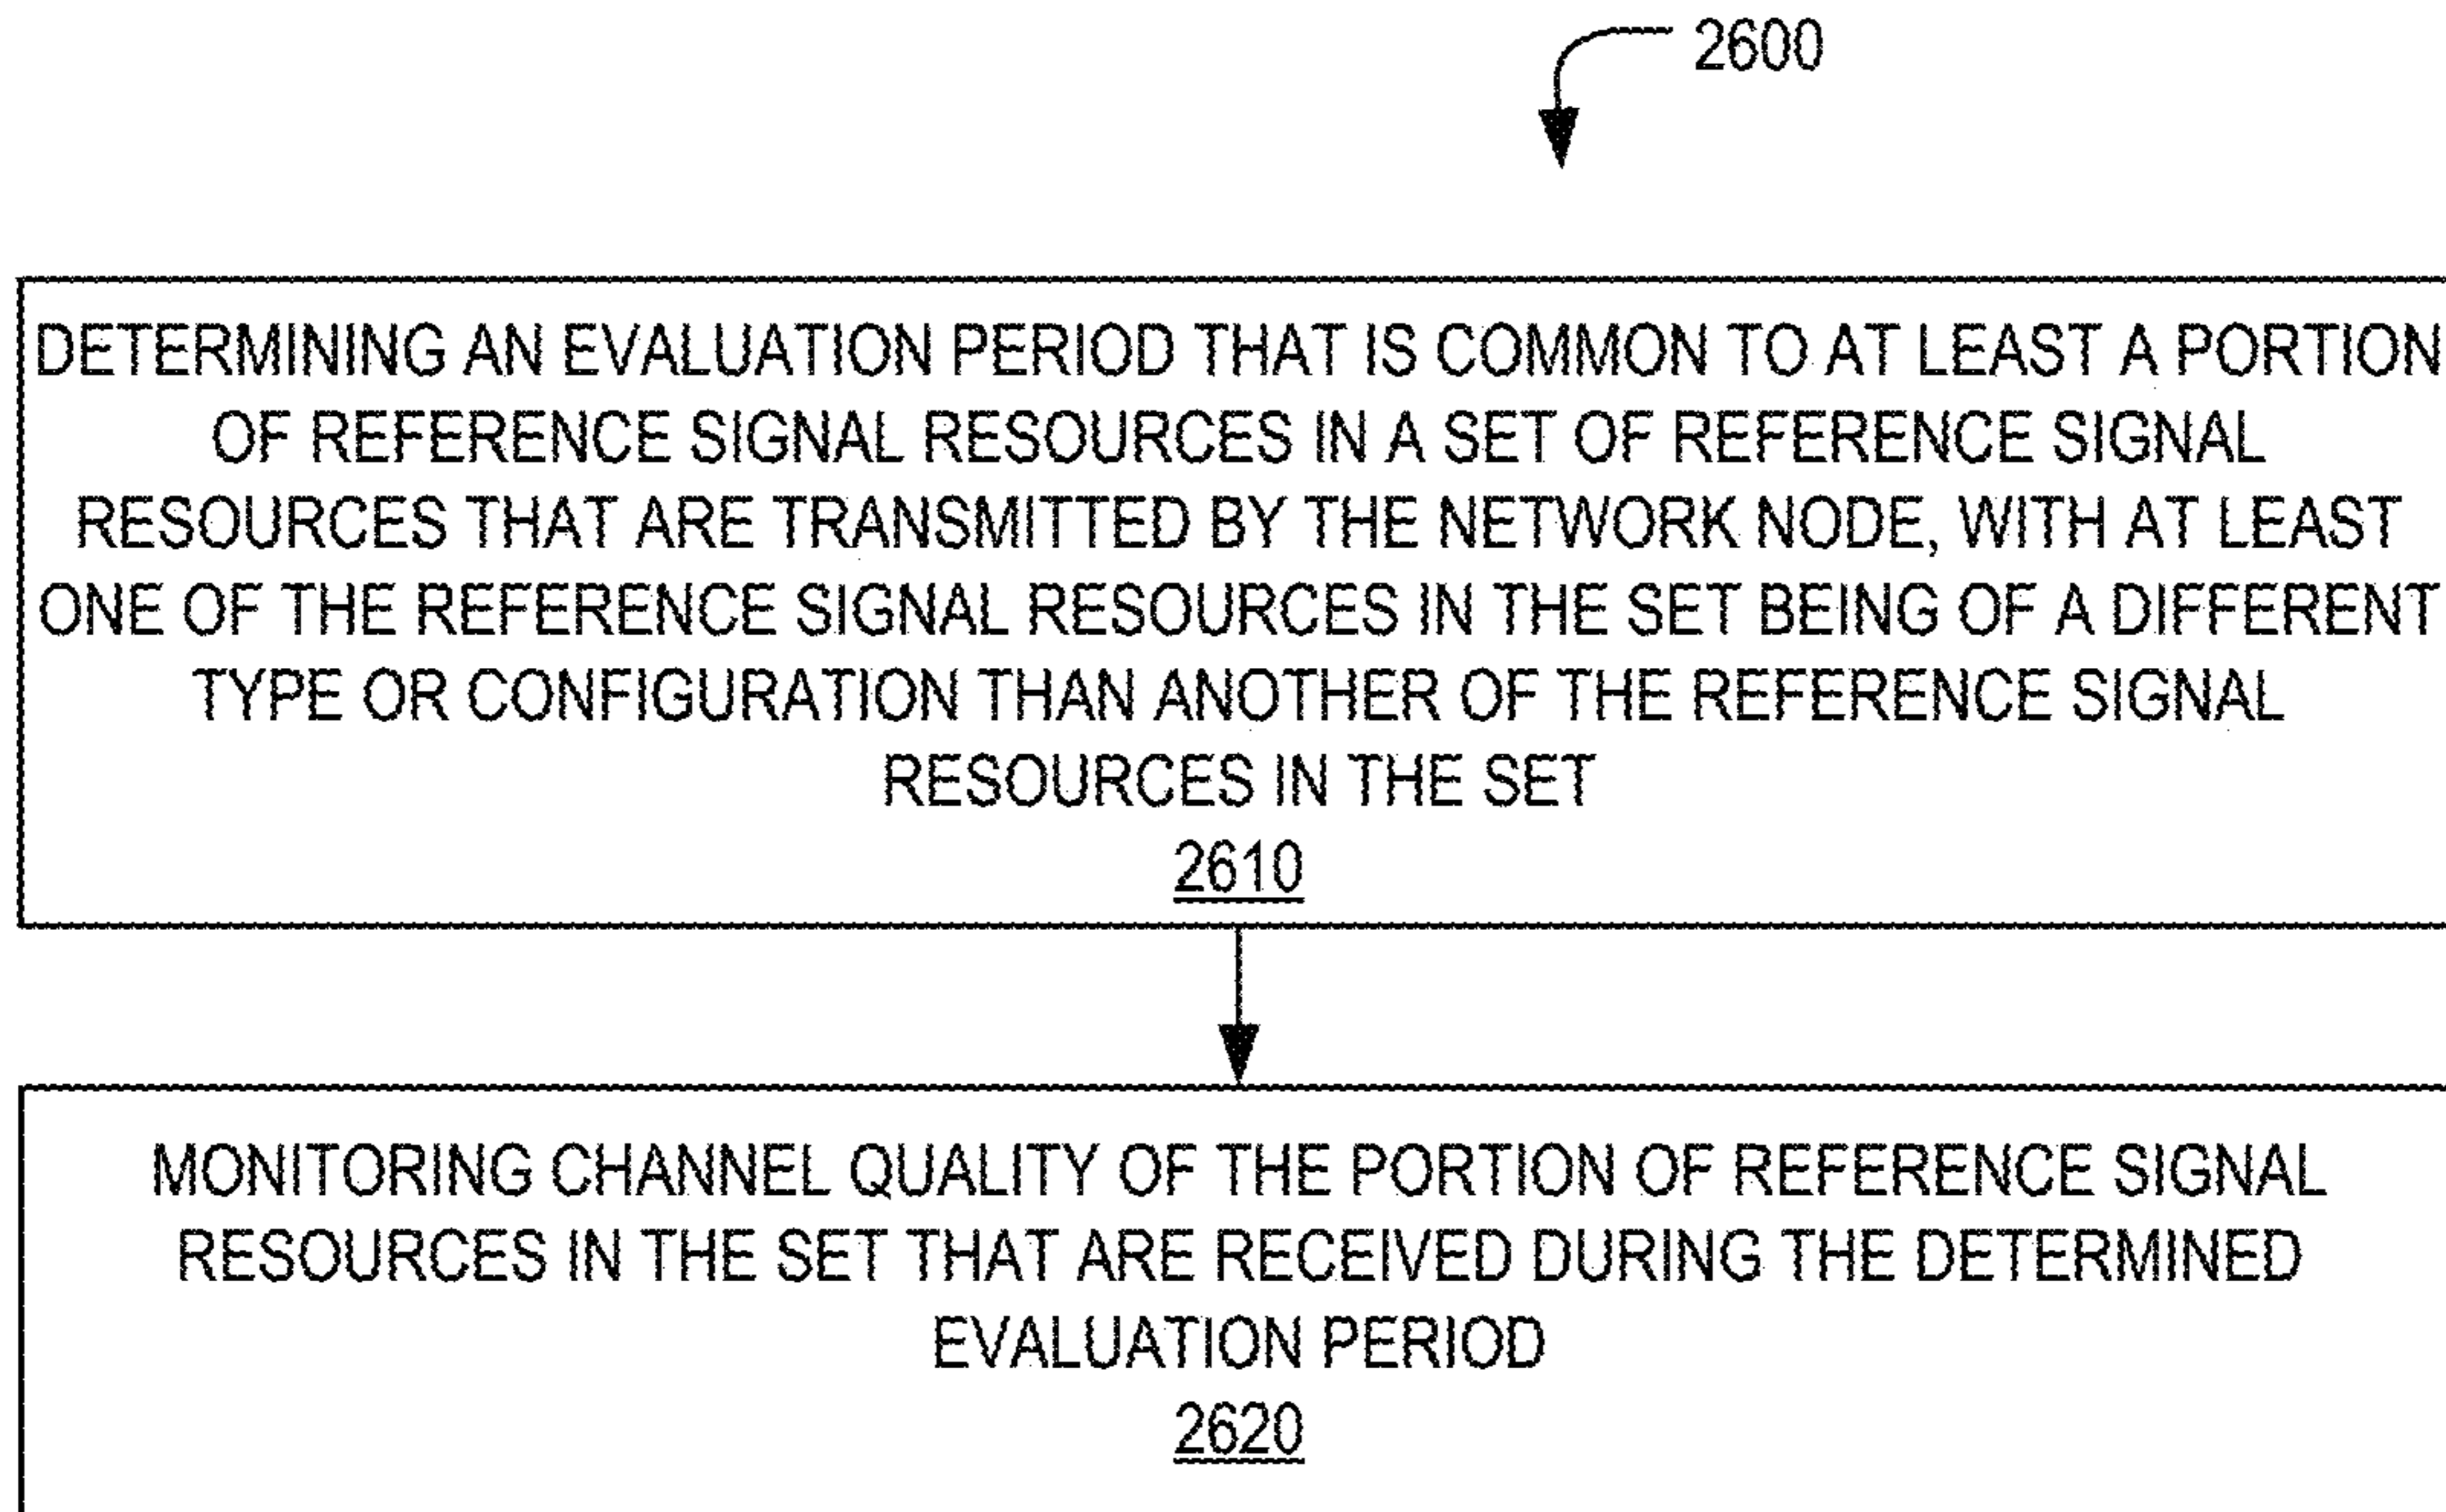 2600
DETERMINING AN EVALUATION PERIOD THAT IS COMMON TO AT LEAST A PORTION
OF REFERENCE SIGNAL RESOURCES IN A SET OF REFERENCE SIGNAL
RESOURCES THAT ARE TRANSMITTED BY THE NETWORK NODE, WITH AT LEAST
ONE OF THE REFERENCE SIGNAL RESOURCES IN THE SET BEING OF A DIFFERENT
TYPE OR CONFIGURATION THAN ANOTHER OF THE REFERENCE SIGNAL
RESOURCES IN THE SET
2610
MONITORING CHANNEL QUALITY OF THE PORTION OF REFERENCE SIGNAL
RESOURCES IN THE SET THAT ARE RECEIVED DURING THE DETERMINED
EVALUATION PERIOD
2620